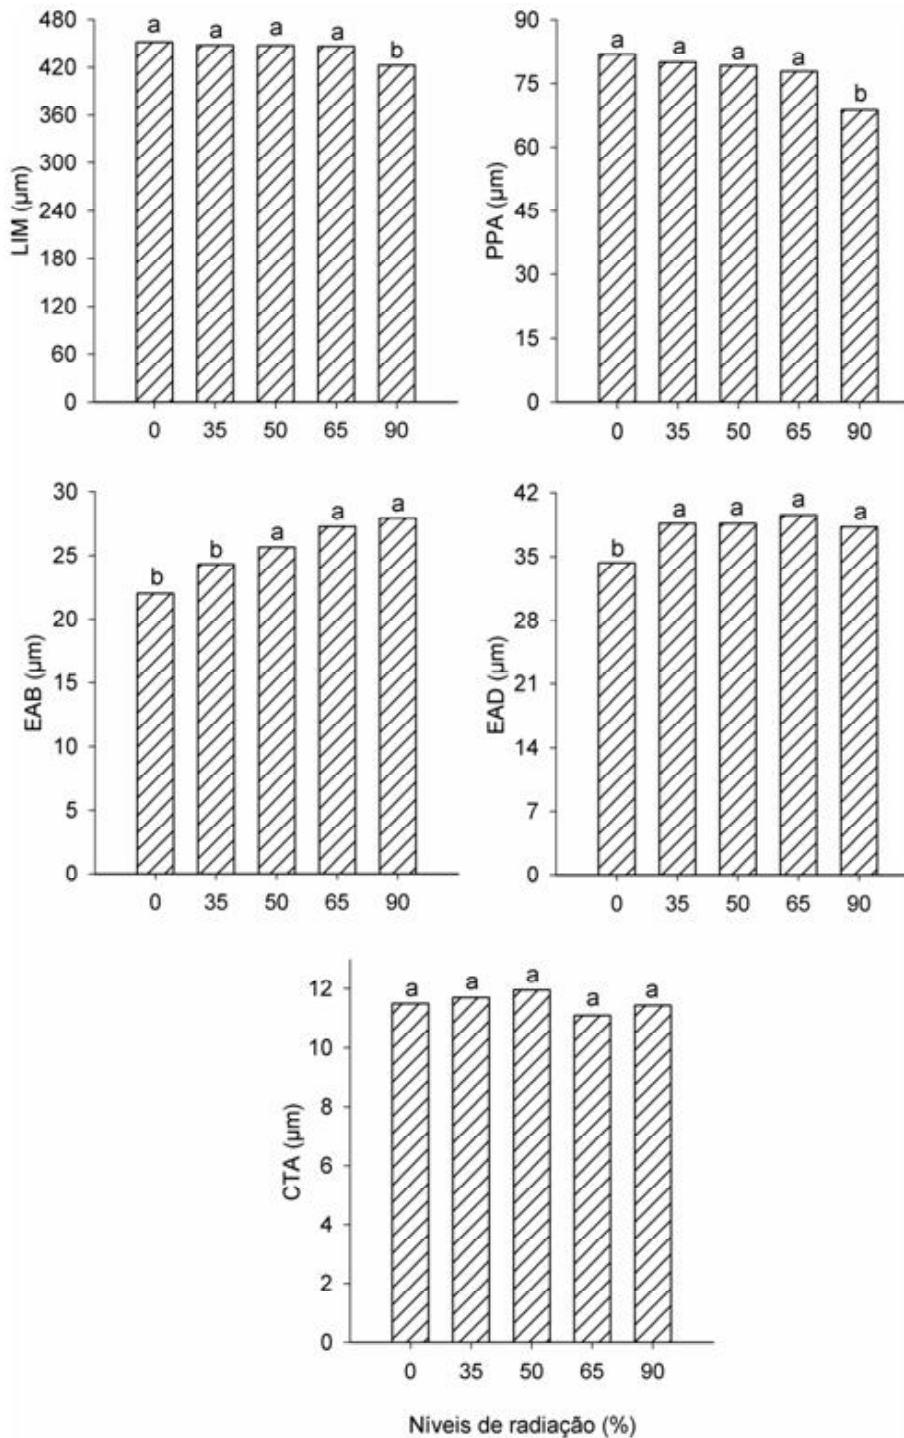 LIM (µm)
480
420
360
300
240
180
120
60
0
a a a a b
0 35 50 65 90
PPA (µm)
90
75
60
45
30
15
0
a a a a b
0 35 50 65 90
EAB (µm)
30
25
20
15
10
5
0
b b a a a
0 35 50 65 90
EAD (µm)
42
35
28
21
14
7
0
b a a a a
0 35 50 65 90
CTA (µm)
12
10
8
6
4
2
0
a a a a a
0 35 50 65 90
Níveis de radiação (%)